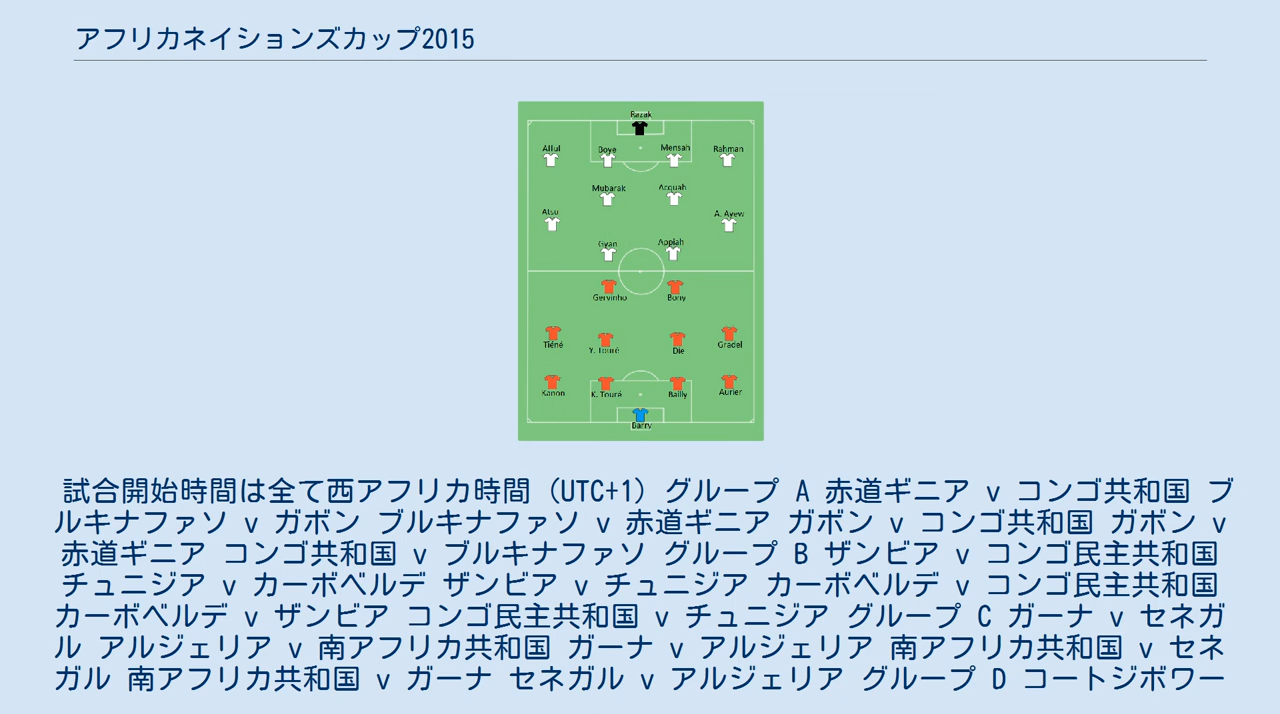 アフリカネイションズカップ2015
Razak
Afful Boye Mensah Rahman
Mubarak Acquah
Atsu A. Ayew
Gyan Appiah
Gervinho Bony
Tiéné Y. Touré Die Gradel
Kanon K. Touré Bailly Aurier
Barry
試合開始時間は全て西アフリカ時間（UTC+1）グループ A 赤道ギニア v コンゴ共和国 ブ
ルキナファソ v ガボン ブルキナファソ v 赤道ギニア ガボン v コンゴ共和国 ガボン v
赤道ギニア コンゴ共和国 v ブルキナファソ グループ B ザンビア v コンゴ民主共和国
チュニジア v カーボベルデ ザンビア v チュニジア カーボベルデ v コンゴ民主共和国
カーボベルデ v ザンビア コンゴ民主共和国 v チュニジア グループ C ガーナ v セネガ
ル アルジェリア v 南アフリカ共和国 ガーナ v アルジェリア 南アフリカ共和国 v セネ
ガル 南アフリカ共和国 v ガーナ セネガル v アルジェリア グループ D コートジボワー